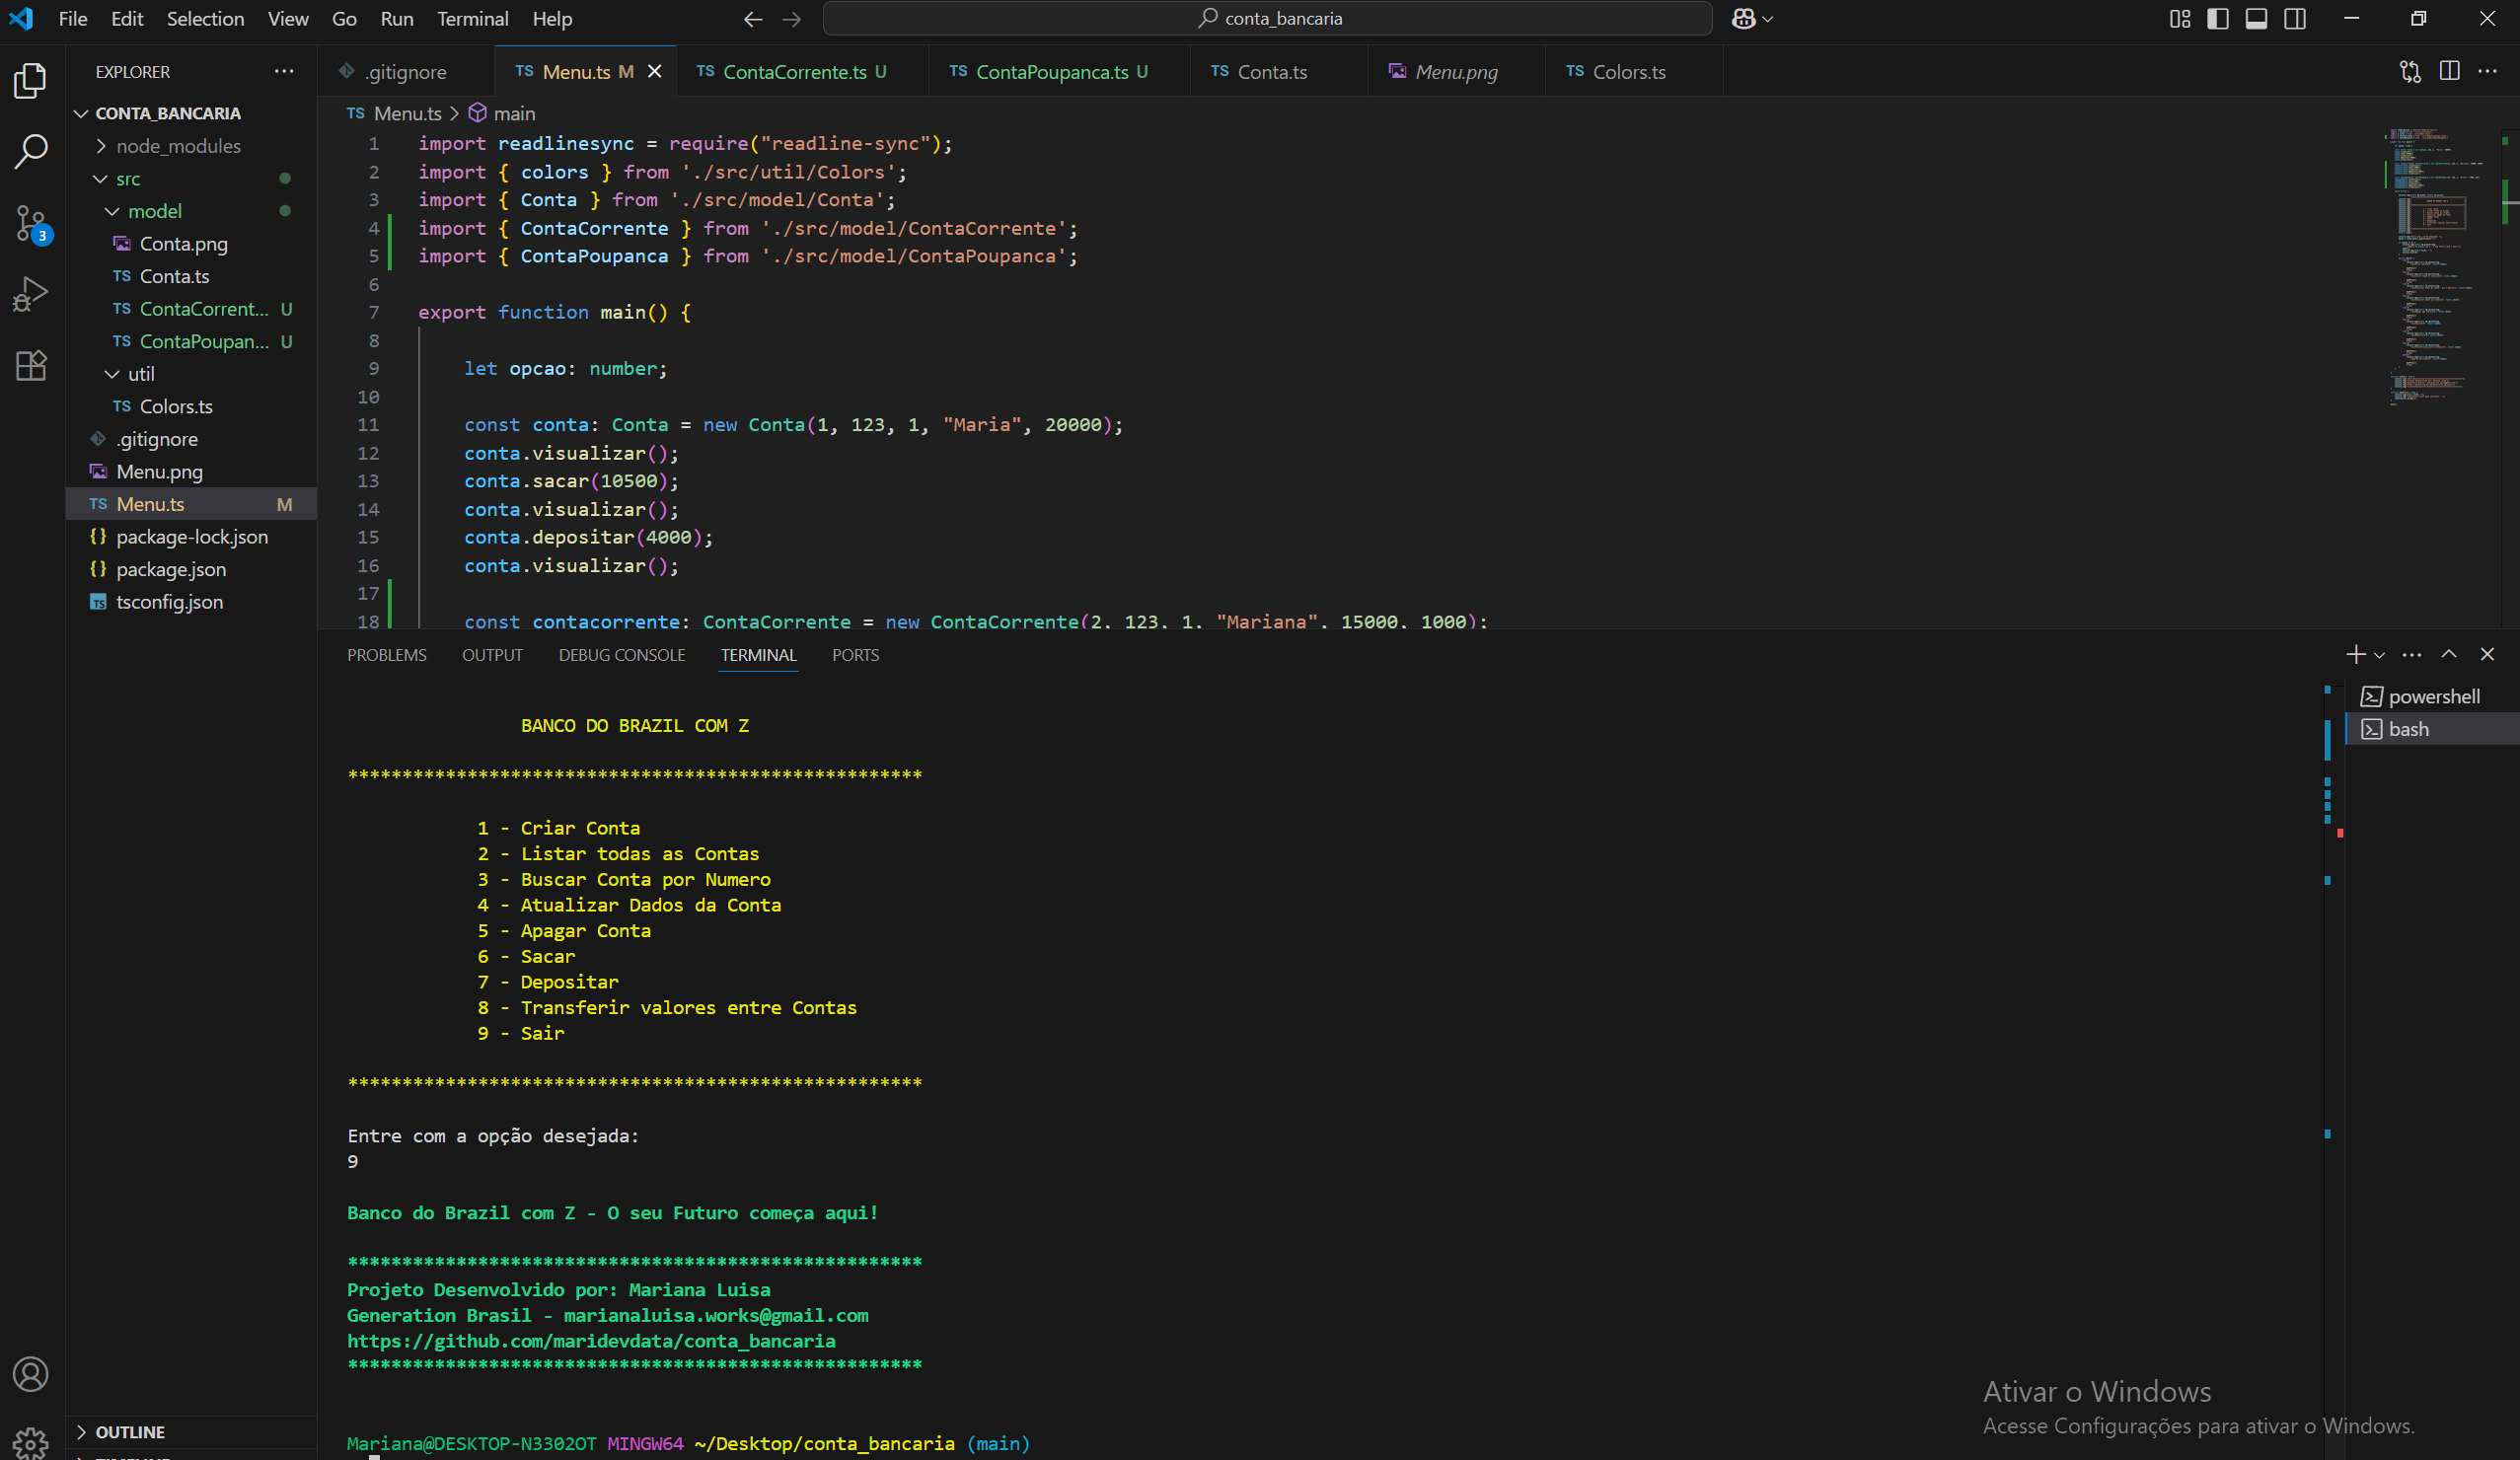 File Edit Selection View Go Run Terminal Help
conta_bancaria
EXPLORER
CONTA_BANCARIA
node_modules
src
model
Conta.png
TS Conta.ts
TS ContaCorrent... U
TS ContaPoupan... U
util
TS Colors.ts
.gitignore
Menu.png
TS Menu.ts M
{} package-lock.json
{} package.json
TS tsconfig.json
3
OUTLINE
.gitignore
TS Menu.ts M
TS ContaCorrente.ts U
TS ContaPoupanca.ts U
TS Conta.ts
Menu.png
TS Colors.ts
TS Menu.ts > main
1 import readlinesync = require("readline-sync");
2 import { colors } from './src/util/Colors';
3 import { Conta } from './src/model/Conta';
4 import { ContaCorrente } from './src/model/ContaCorrente';
5 import { ContaPoupanca } from './src/model/ContaPoupanca';
6
7 export function main() {
8
9 let opcao: number;
10
11 const conta: Conta = new Conta(1, 123, 1, "Maria", 20000);
12 conta.visualizar();
13 conta.sacar(10500);
14 conta.visualizar();
15 conta.depositar(4000);
16 conta.visualizar();
17
18 const contacorrente: ContaCorrente = new ContaCorrente(2, 123, 1, "Mariana", 15000, 1000);
PROBLEMS OUTPUT DEBUG CONSOLE TERMINAL PORTS
powershell
bash
BANCO DO BRAZIL COM Z
*****************************************************
1 - Criar Conta
2 - Listar todas as Contas
3 - Buscar Conta por Numero
4 - Atualizar Dados da Conta
5 - Apagar Conta
6 - Sacar
7 - Depositar
8 - Transferir valores entre Contas
9 - Sair
*****************************************************
Entre com a opção desejada:
9
Banco do Brazil com Z - O seu Futuro começa aqui!
*****************************************************
Projeto Desenvolvido por: Mariana Luisa
Generation Brasil - marianaluisa.works@gmail.com
https://github.com/maridevdata/conta_bancaria
*****************************************************
Mariana@DESKTOP-N3302OT MINGW64 ~/Desktop/conta_bancaria (main)
Ativar o Windows
Acesse Configurações para ativar o Windows.